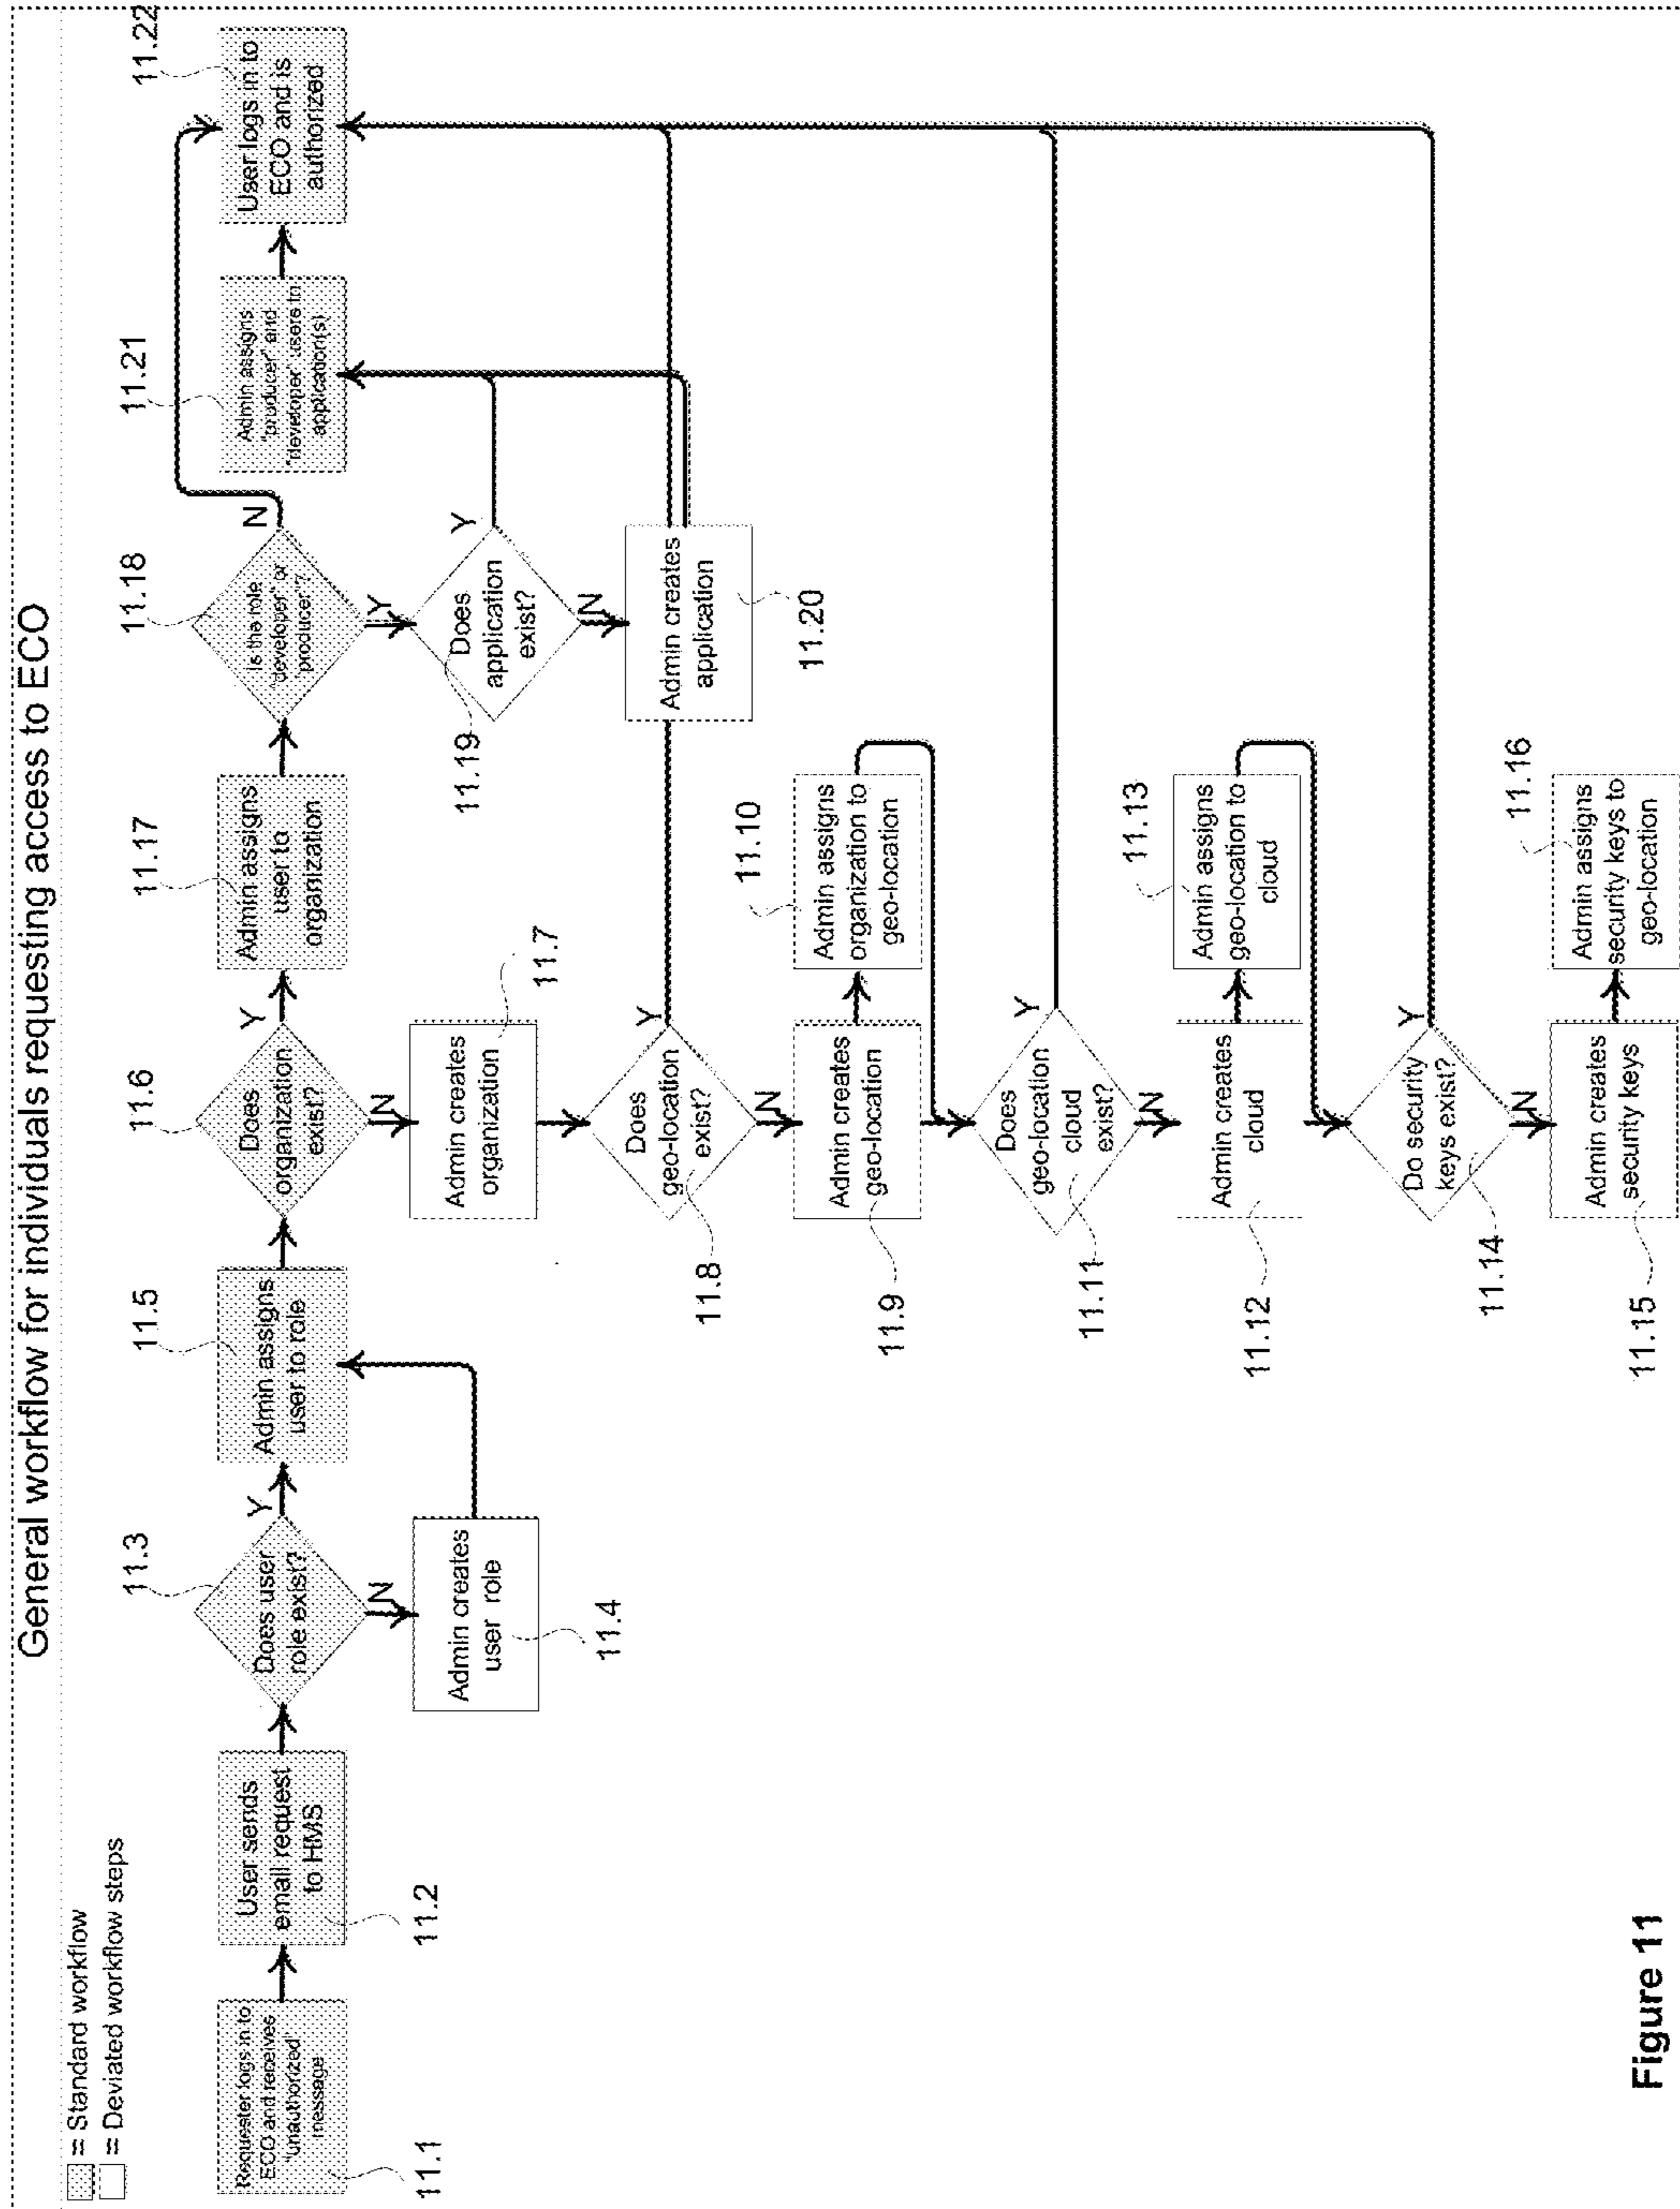 General workflow for individuals requesting access to ECO
= Standard workflow
= Deviated workflow steps
11.1
Requester logs in to
ECO and receives
"unauthorized"
message
11.2
User sends
email request
to HMS
11.3
Does user
role exist?
Y
N
11.4
Admin creates
user role
11.5
Admin assigns
user to role
11.6
Does
organization
exist?
Y
N
11.7
Admin creates
organization
11.8
Does
geo-location
exist?
Y
N
11.9
Admin creates
geo-location
11.10
Admin assigns
organization to
geo-location
11.11
Does
geo-location
cloud
exist?
Y
N
11.12
Admin creates
cloud
11.13
Admin assigns
geo-location to
cloud
11.14
Do security
keys exist?
Y
N
11.15
Admin creates
security keys
11.16
Admin assigns
security keys to
geo-location
11.17
Admin assigns
user to
organization
11.18
Is the role
"developer" or
"producer"?
N
Y
11.19
Does
application
exist?
Y
N
11.20
Admin creates
application
11.21
Admin assigns
"producer" and
"developer" users to
application(s)
11.22
User logs in to
ECO and is
authorized
Figure 11